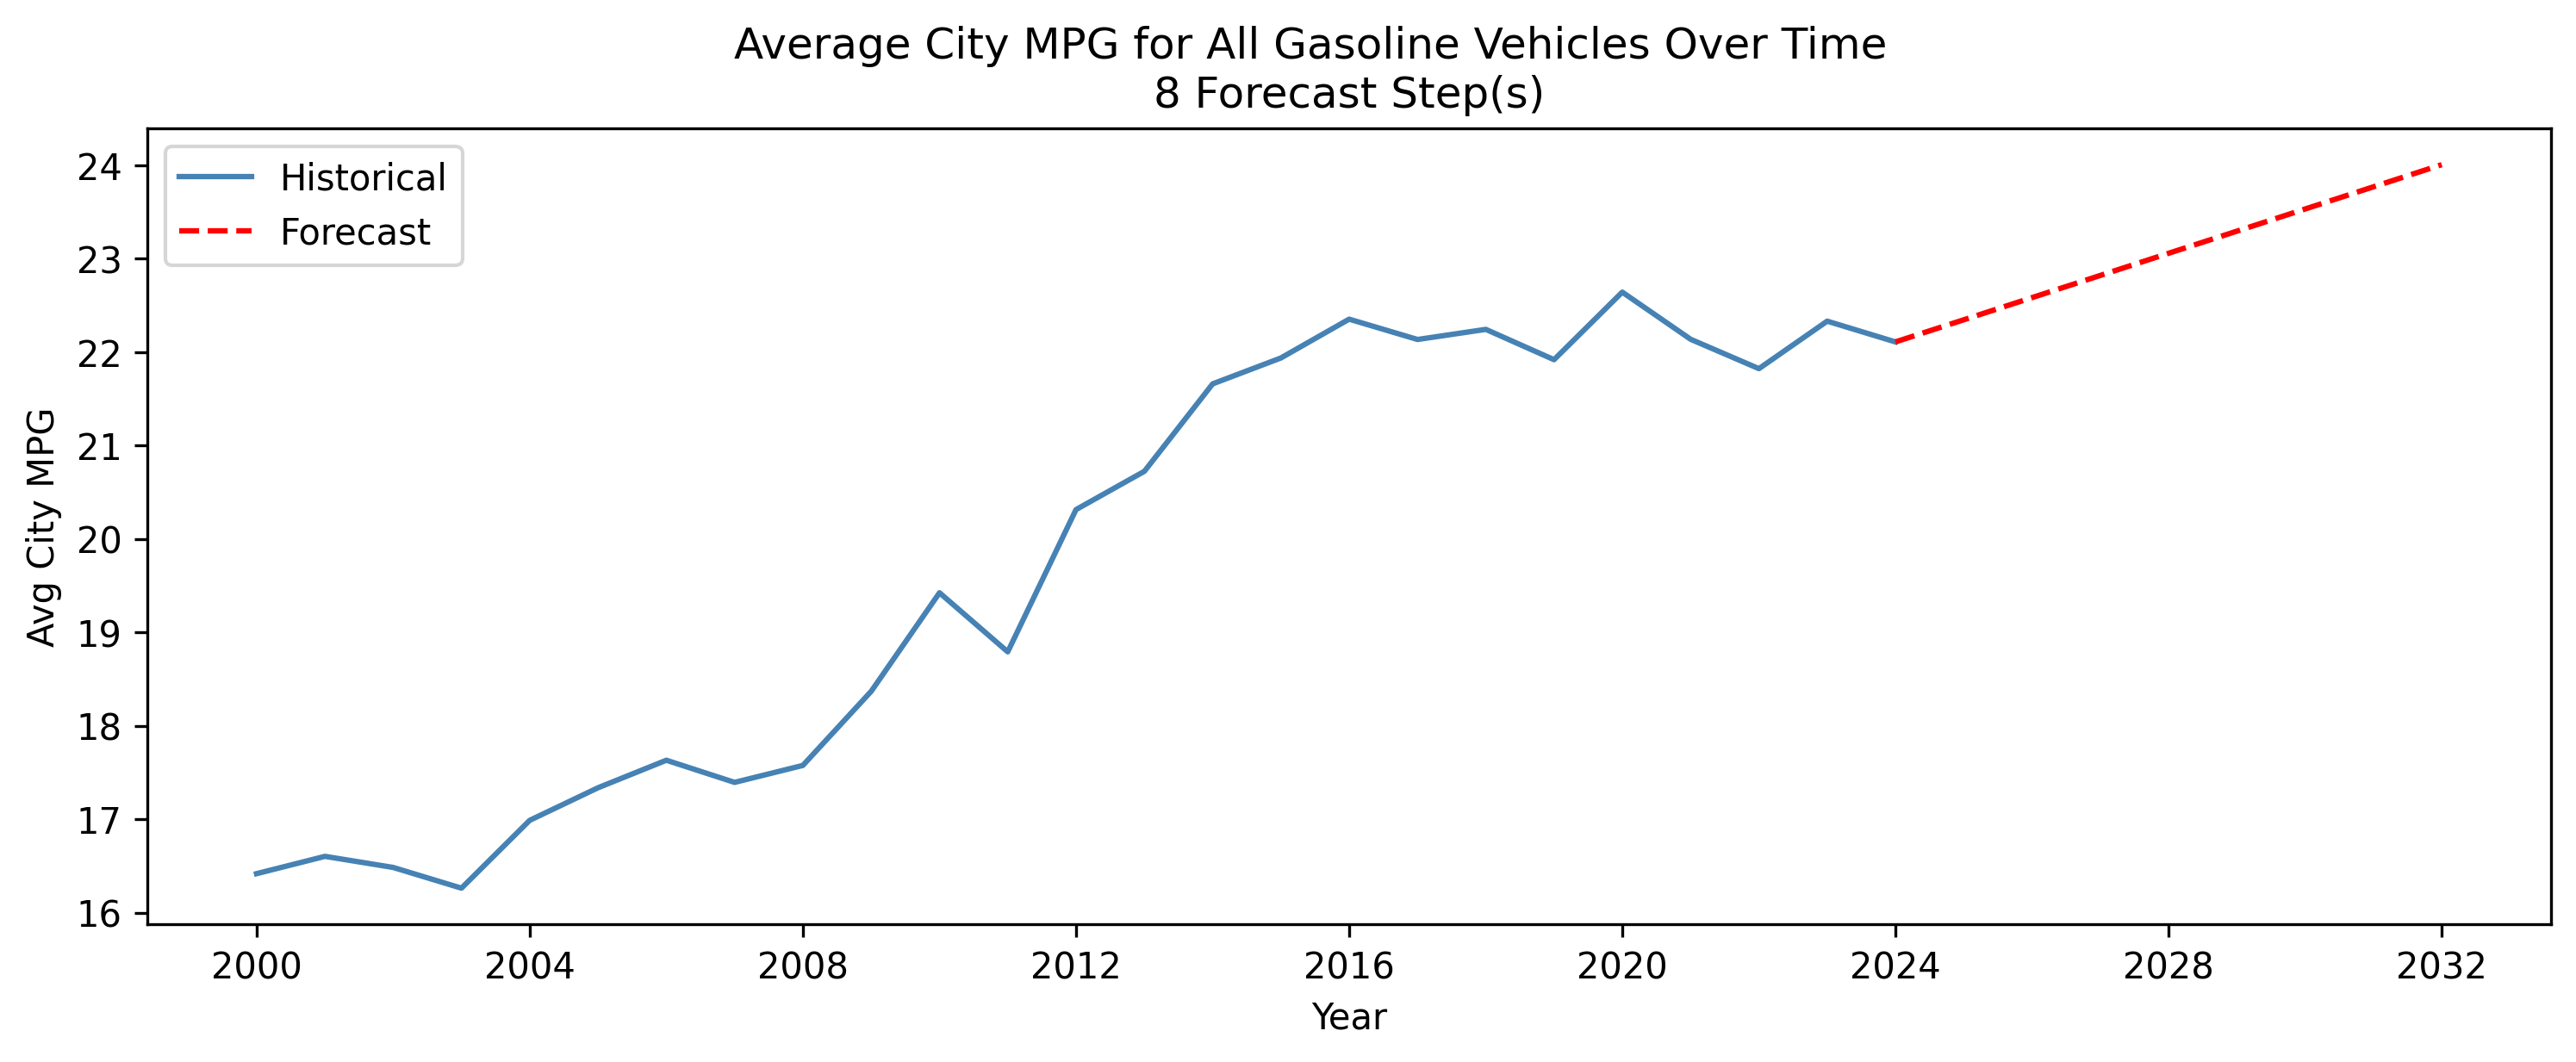 Average City MPG for All Gasoline Vehicles Over Time
8 Forecast Step(s)
Historical
Forecast
24
23
22
21
20
19
18
17
16
Avg City MPG
2000 2004 2008 2012 2016 2020 2024 2028 2032
Year